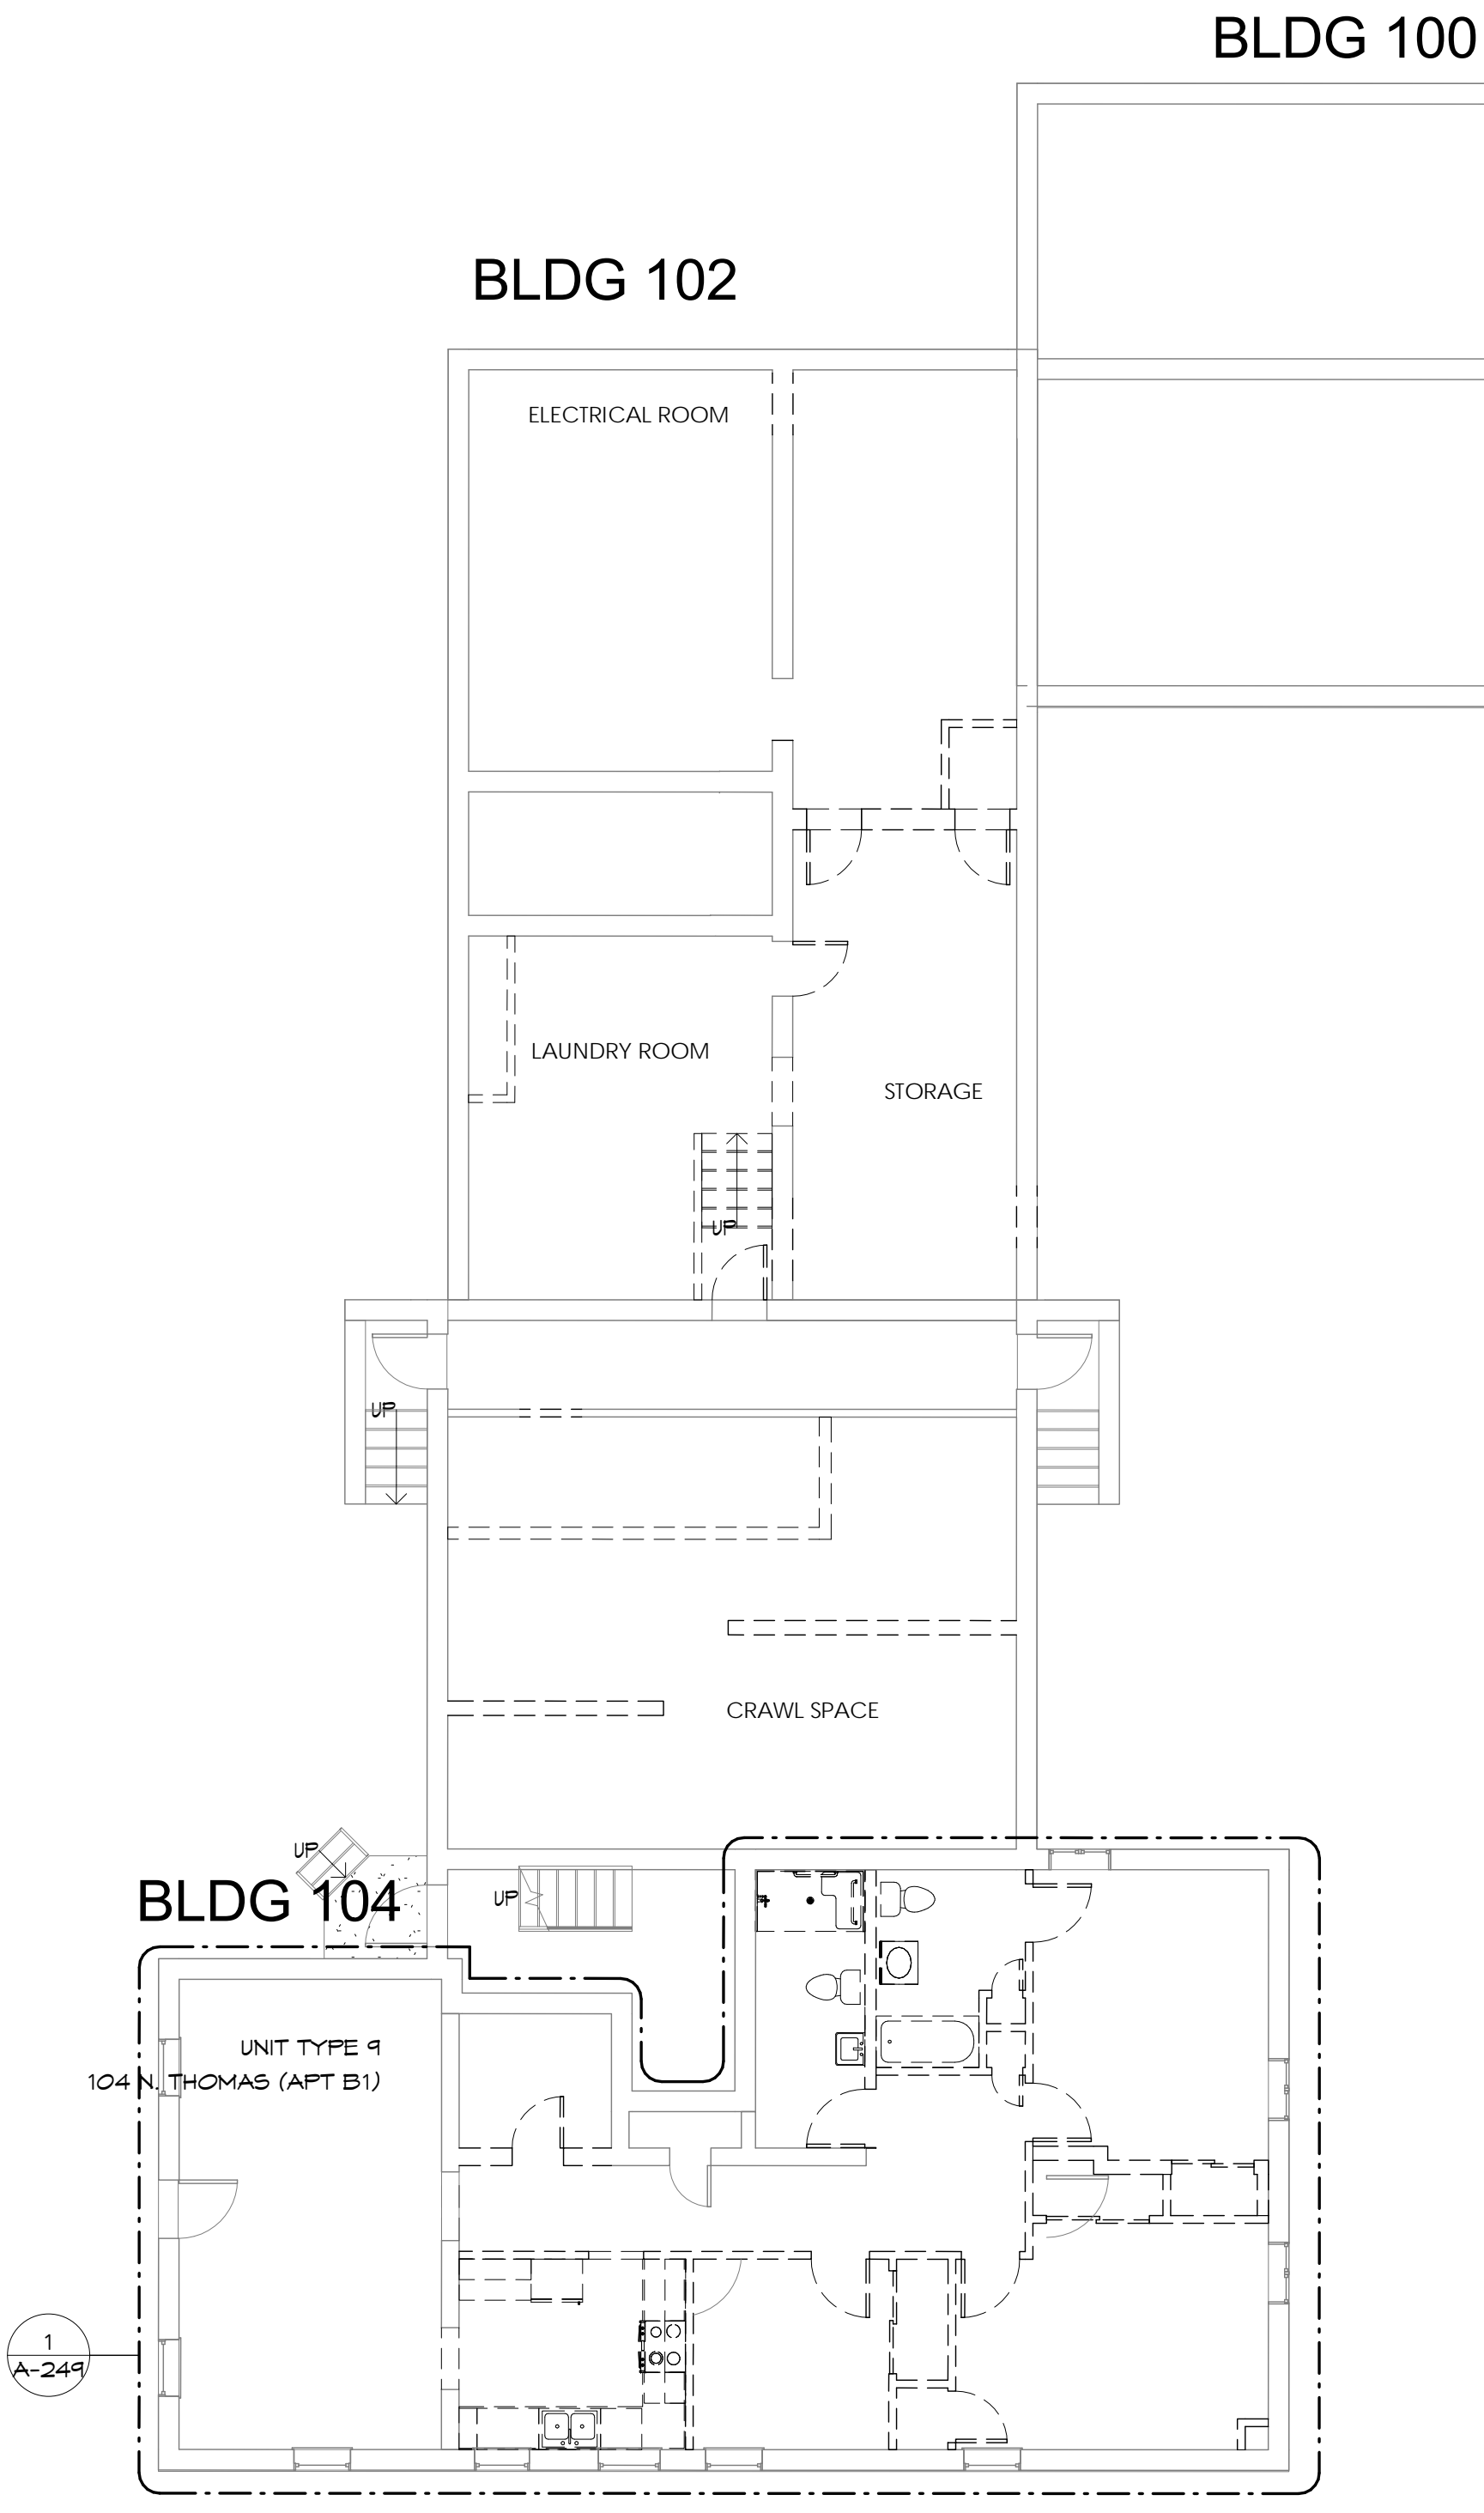 BLDG 100
BLDG 102
ELECTRICAL ROOM
LAUNDRY ROOM
STORAGE
UP
UP
CRAWL SPACE
UP
BLDG 104
UP
UNIT TYPE 9
104 N. THOMAS (APT B1)
1
A-249